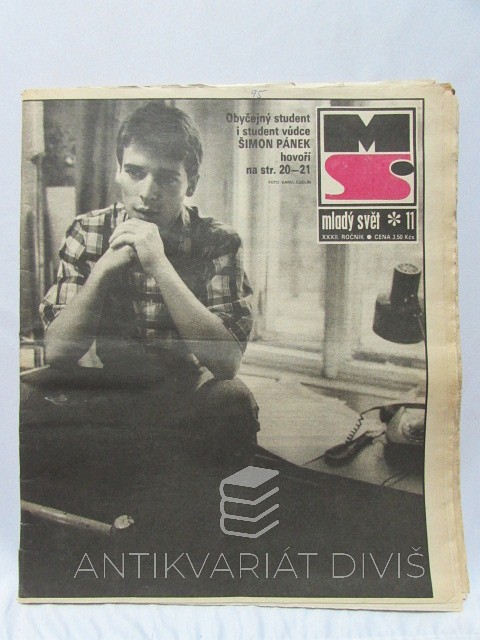 95
Obyčejný student
i student vůdce
ŠIMON PÁNEK
hovoří
na str. 20—21
MS
mladý svět * 11
XXXII. ROČNÍK ● CENA 3,50 Kčs
ANTIKVARIÁT DIVIŠ